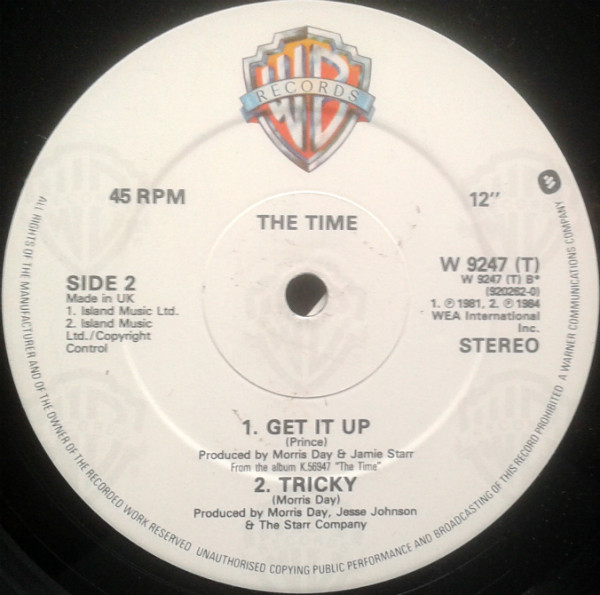 WB
RECORDS
45 RPM
12"
THE TIME
SIDE 2
Made in UK
1. Island Music Ltd.
2. Island Music
Ltd./Copyright
Control
W 9247 (T)
W 9247 (T) B*
(920262-0)
1. ℗ 1981, 2. ℗ 1984
WEA International
Inc.
STEREO
1. GET IT UP
(Prince)
Produced by Morris Day & Jamie Starr
From the album K.56947 "The Time"
2. TRICKY
(Morris Day)
Produced by Morris Day, Jesse Johnson
& The Starr Company
ALL RIGHTS OF THE MANUFACTURER AND OF THE OWNER OF THE RECORDED WORK RESERVED UNAUTHORISED COPYING PUBLIC PERFORMANCE AND BROADCASTING OF THIS RECORD PROHIBITED A WARNER COMMUNICATIONS COMPANY